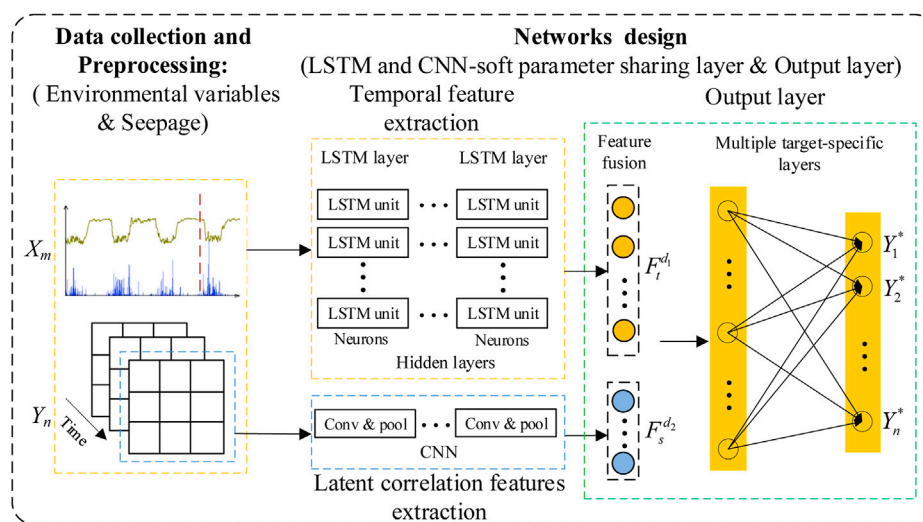 Data collection and
Preprocessing:
( Environmental variables
& Seepage)
X_m
Y_n
Time
Networks design
(LSTM and CNN-soft parameter sharing layer & Output layer)
Temporal feature
extraction
LSTM layer LSTM layer
LSTM unit ··· LSTM unit
LSTM unit ··· LSTM unit
LSTM unit ··· LSTM unit
Neurons Neurons
Hidden layers
Conv & pool ··· Conv & pool
CNN
Latent correlation features
extraction
Output layer
Feature
fusion
F_t^{d_1}
F_s^{d_2}
Multiple target-specific
layers
Y_1^*
Y_2^*
Y_n^*